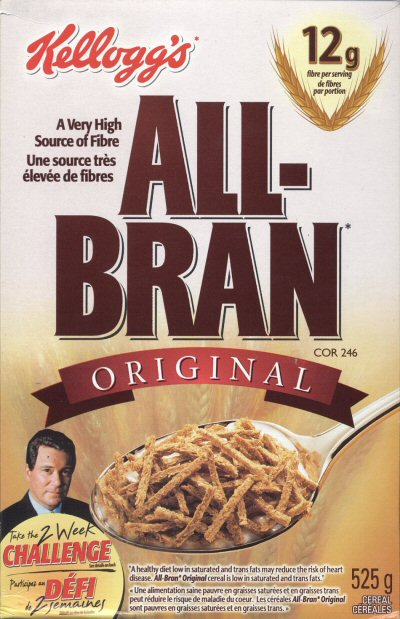 Kellogg's*
12g
fibre per serving
de fibres
par portion
A Very High
Source of Fibre
Une source très
élevée de fibres
ALL-
BRAN*
COR 246
ORIGINAL
Take the 2 Week
CHALLENGE
See details on back
Participez au
DÉFI
de 2 semaines
"A healthy diet low in saturated and trans fats may reduce the risk of heart
disease. All-Bran* Original cereal is low in saturated and trans fats."
« Une alimentation saine pauvre en graisses saturées et en graisses trans
peut réduire le risque de maladie du coeur. Les céréales All-Bran* Original
sont pauvres en graisses saturées et en graisses trans. »
525 g
CEREAL
CÉRÉALES